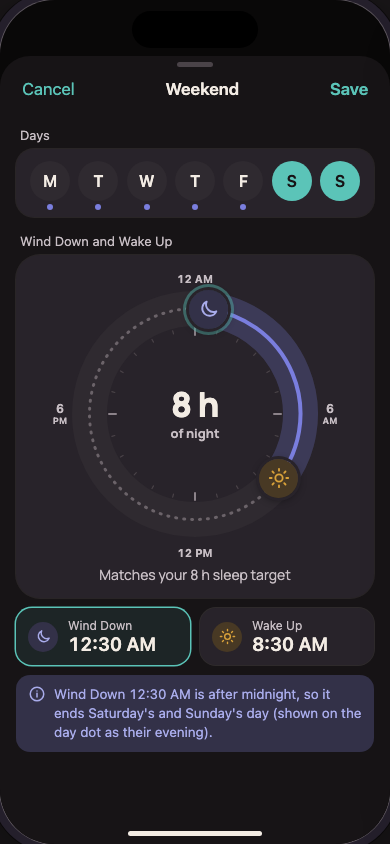 Cancel Weekend Save
Days
M T W T F S S
Wind Down and Wake Up
12 AM
6 PM
8 h
of night
6 AM
12 PM
Matches your 8 h sleep target
Wind Down
12:30 AM
Wake Up
8:30 AM
Wind Down 12:30 AM is after midnight, so it
ends Saturday's and Sunday's day (shown on the
day dot as their evening).